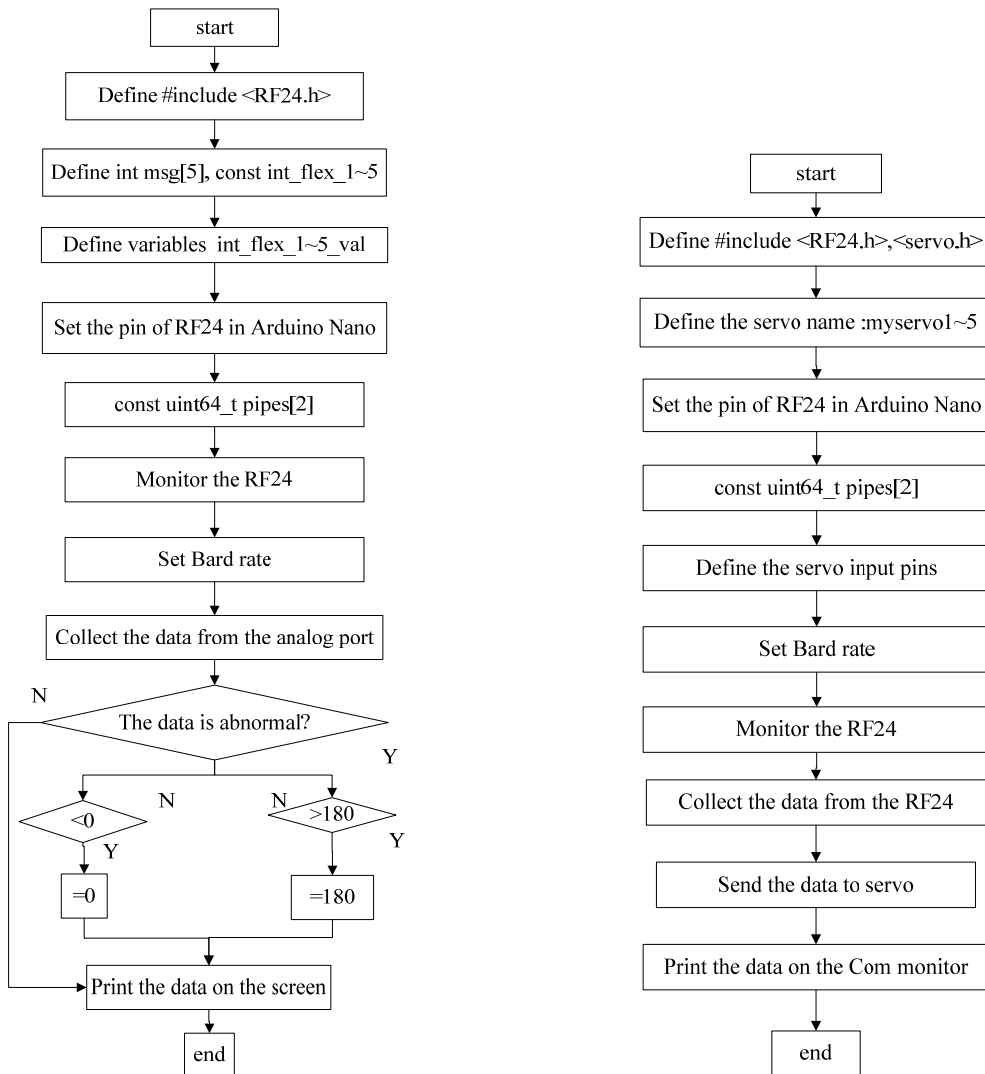 start
Define #include <RF24.h>
Define int msg[5], const int_flex_1~5
Define variables int_flex_1~5_val
Set the pin of RF24 in Arduino Nano
const uint64_t pipes[2]
Monitor the RF24
Set Bard rate
Collect the data from the analog port
N
The data is abnormal?
Y
<0
N
Y
N
>180
Y
=0
=180
Print the data on the screen
end
start
Define #include <RF24.h>,<servo.h>
Define the servo name :myservo1~5
Set the pin of RF24 in Arduino Nano
const uint64_t pipes[2]
Define the servo input pins
Set Bard rate
Monitor the RF24
Collect the data from the RF24
Send the data to servo
Print the data on the Com monitor
end